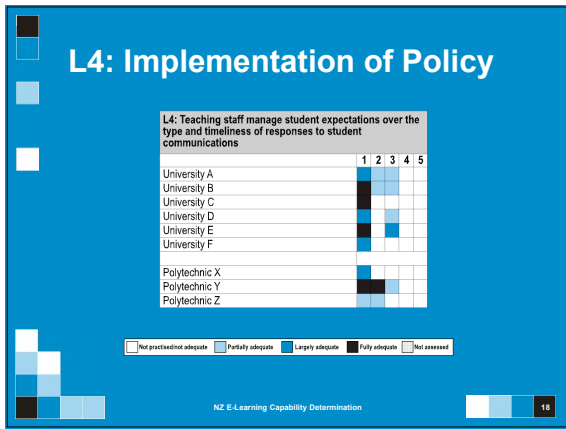 L4: Implementation of Policy
L4: Teaching staff manage student expectations over the
type and timeliness of responses to student
communications
1 2 3 4 5
University A
University B
University C
University D
University E
University F
Polytechnic X
Polytechnic Y
Polytechnic Z
Not practised/not adequate Partially adequate Largely adequate Fully adequate Not assessed
NZ E-Learning Capability Determination
18